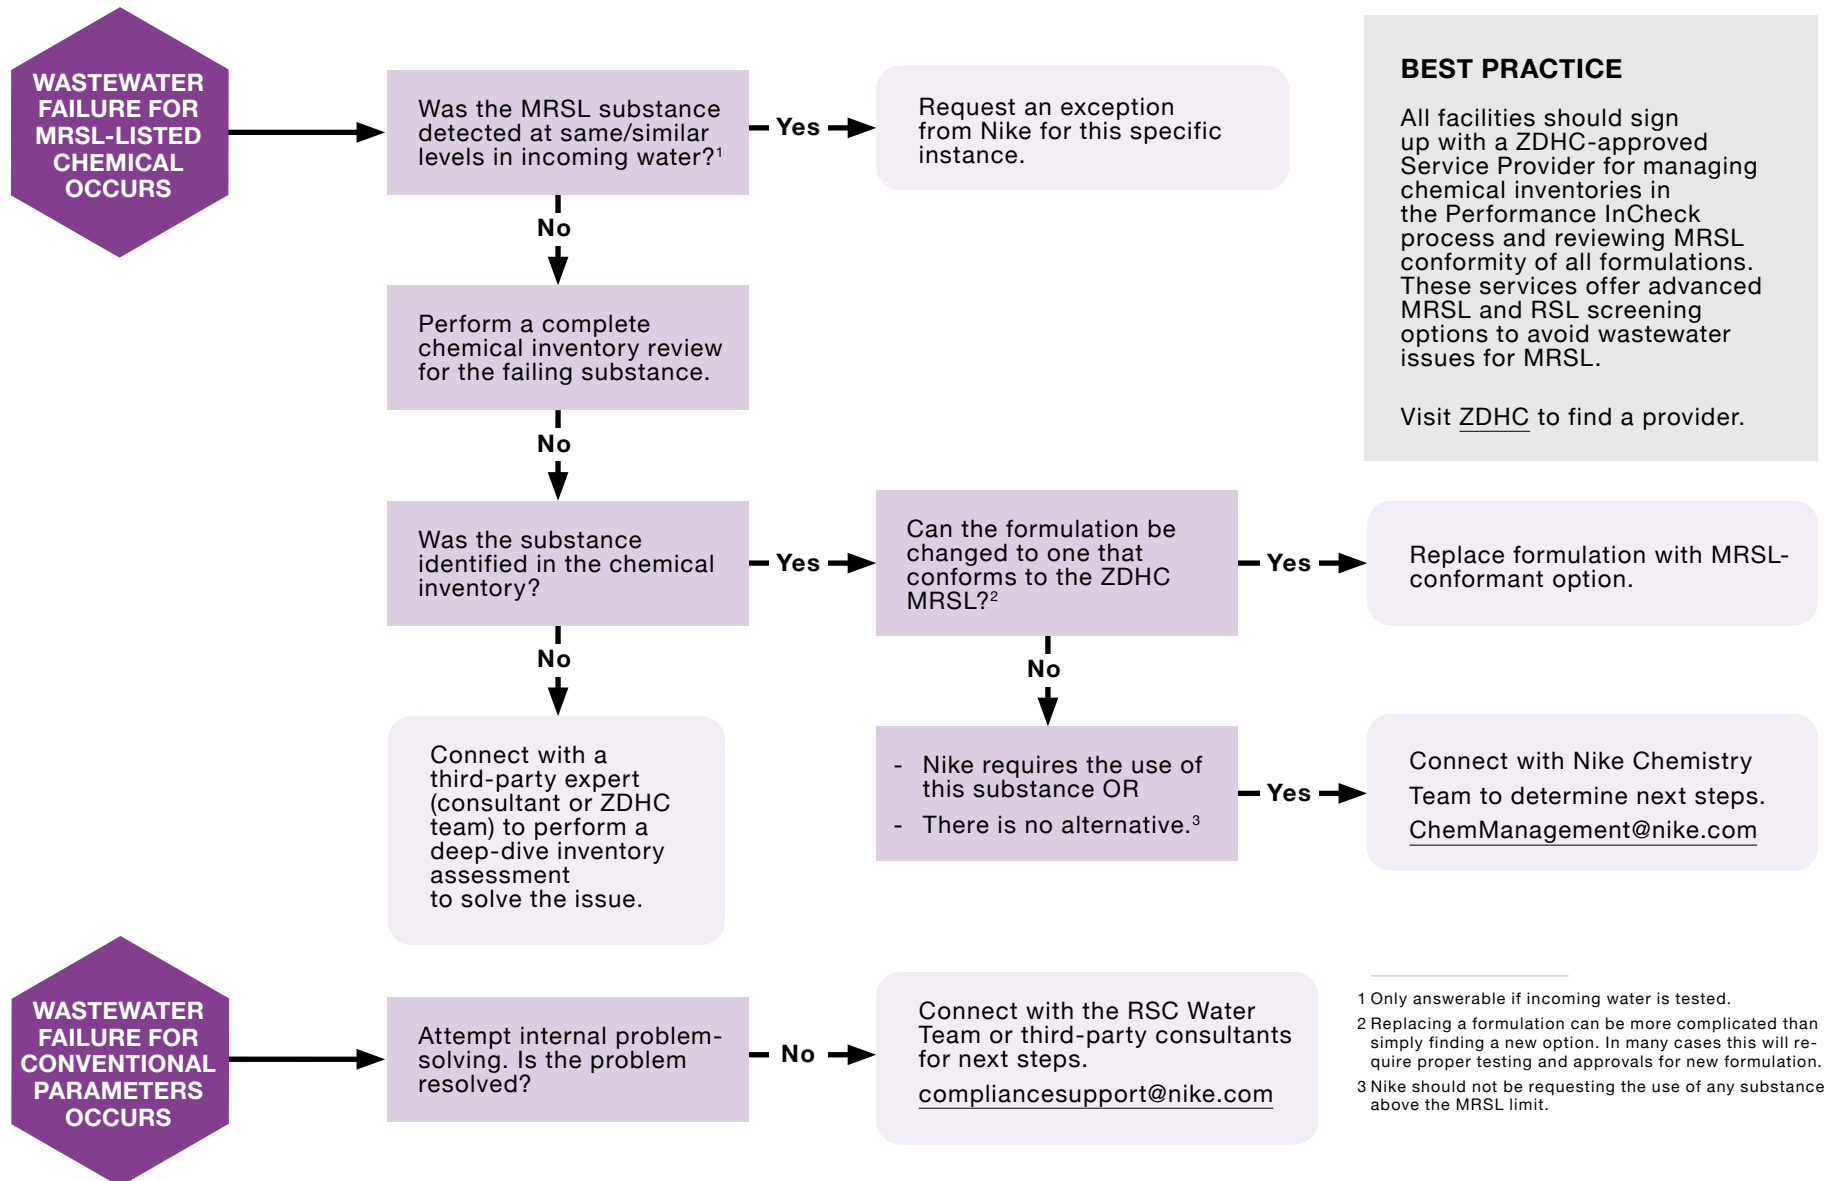 WASTEWATER
FAILURE FOR
MRSL-LISTED
CHEMICAL
OCCURS
Was the MRSL substance
detected at same/similar
levels in incoming water?¹
Yes
Request an exception
from Nike for this specific
instance.
No
Perform a complete
chemical inventory review
for the failing substance.
No
Was the substance
identified in the chemical
inventory?
Yes
Can the formulation be
changed to one that
conforms to the ZDHC
MRSL?²
Yes
Replace formulation with MRSL-
conformant option.
No
Connect with a
third-party expert
(consultant or ZDHC
team) to perform a
deep-dive inventory
assessment
to solve the issue.
No
- Nike requires the use of
this substance OR
- There is no alternative.³
Yes
Connect with Nike Chemistry
Team to determine next steps.
ChemManagement@nike.com
BEST PRACTICE
All facilities should sign
up with a ZDHC-approved
Service Provider for managing
chemical inventories in
the Performance InCheck
process and reviewing MRSL
conformity of all formulations.
These services offer advanced
MRSL and RSL screening
options to avoid wastewater
issues for MRSL.
Visit ZDHC to find a provider.
WASTEWATER
FAILURE FOR
CONVENTIONAL
PARAMETERS
OCCURS
Attempt internal problem-
solving. Is the problem
resolved?
No
Connect with the RSC Water
Team or third-party consultants
for next steps.
compliancesupport@nike.com
1 Only answerable if incoming water is tested.
2 Replacing a formulation can be more complicated than
simply finding a new option. In many cases this will re-
quire proper testing and approvals for new formulation.
3 Nike should not be requesting the use of any substance
above the MRSL limit.